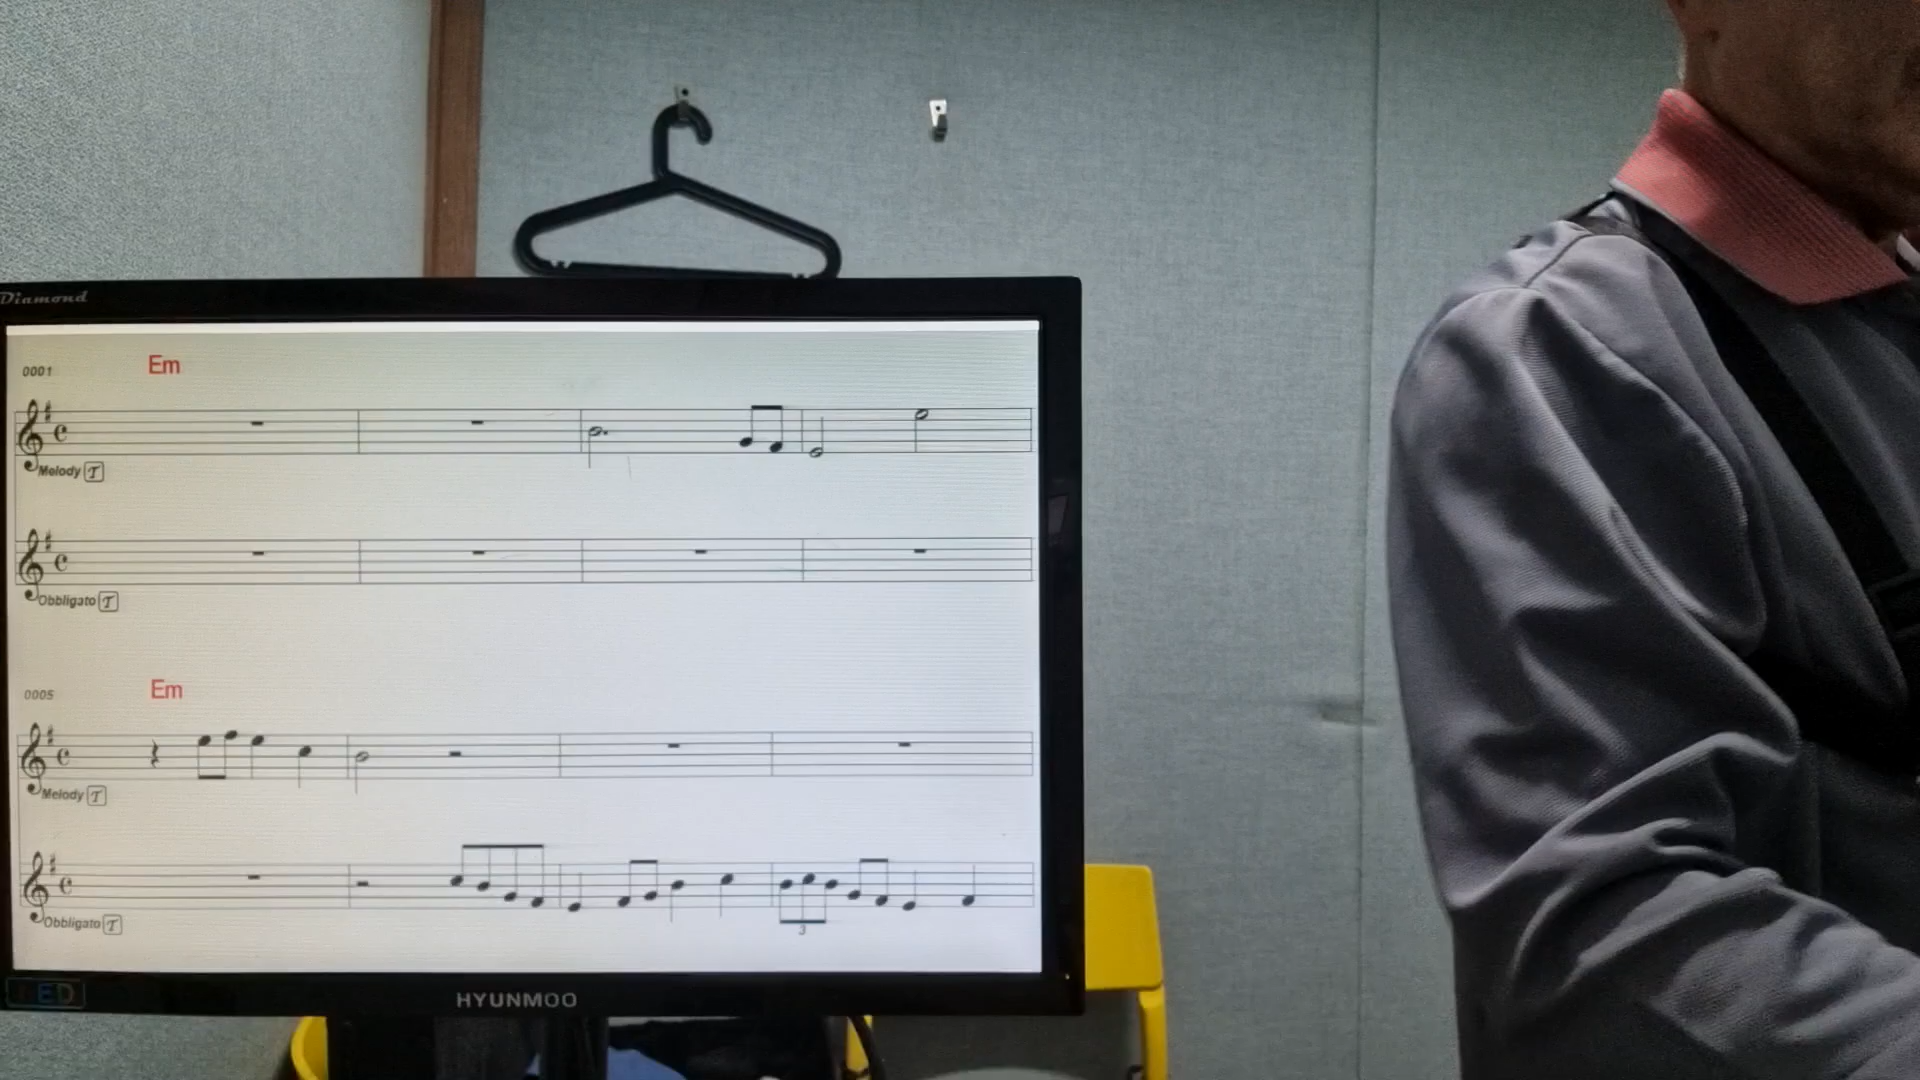 Diamond
0001 Em
Melody T
Obbligato T
0005 Em
Melody T
3
Obbligato T
LED
HYUNMOO